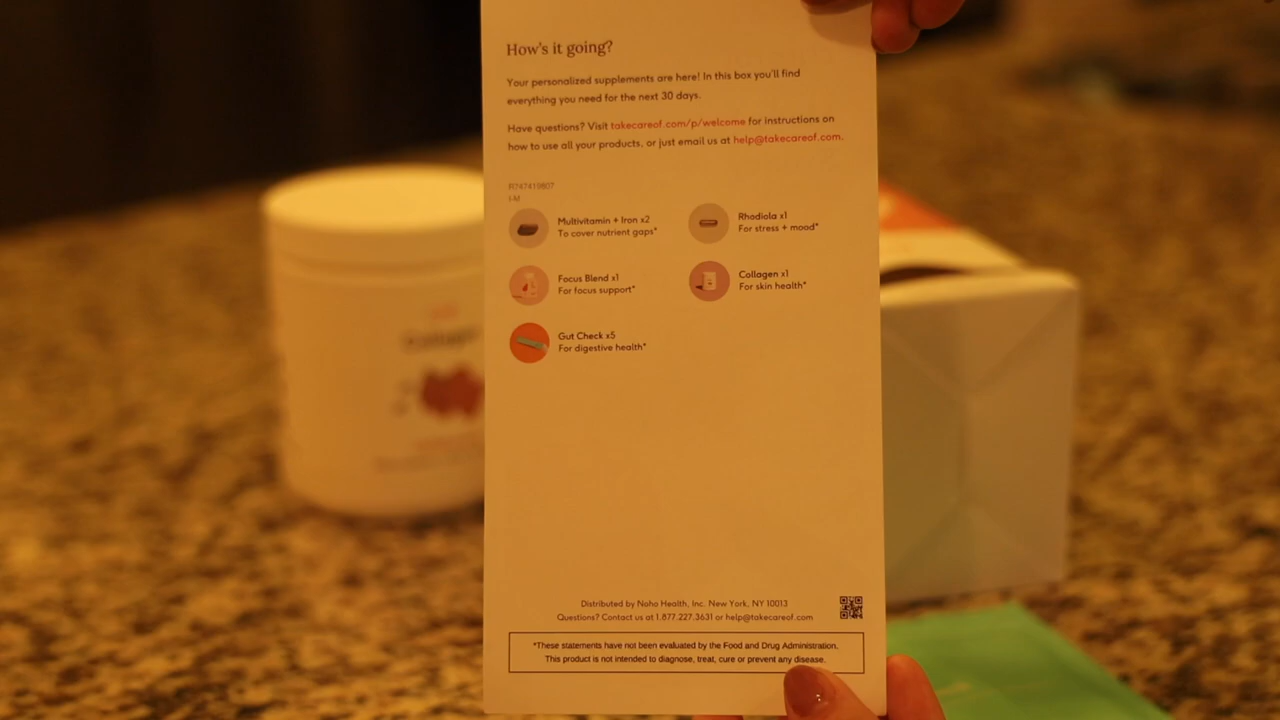 How's it going?
Your personalized supplements are here! In this box you'll find
everything you need for the next 30 days.
Have questions? Visit takecareof.com/p/welcome for instructions on
how to use all your products, or just email us at help@takecareof.com.
R747419807
I-M
Multivitamin + Iron x2
To cover nutrient gaps*
Rhodiola x1
For stress + mood*
Focus Blend x1
For focus support*
Collagen x1
For skin health*
Gut Check x5
For digestive health*
Distributed by Noho Health, Inc. New York, NY 10013
Questions? Contact us at 1.877.227.3631 or help@takecareof.com
*These statements have not been evaluated by the Food and Drug Administration.
This product is not intended to diagnose, treat, cure or prevent any disease.
Collagen